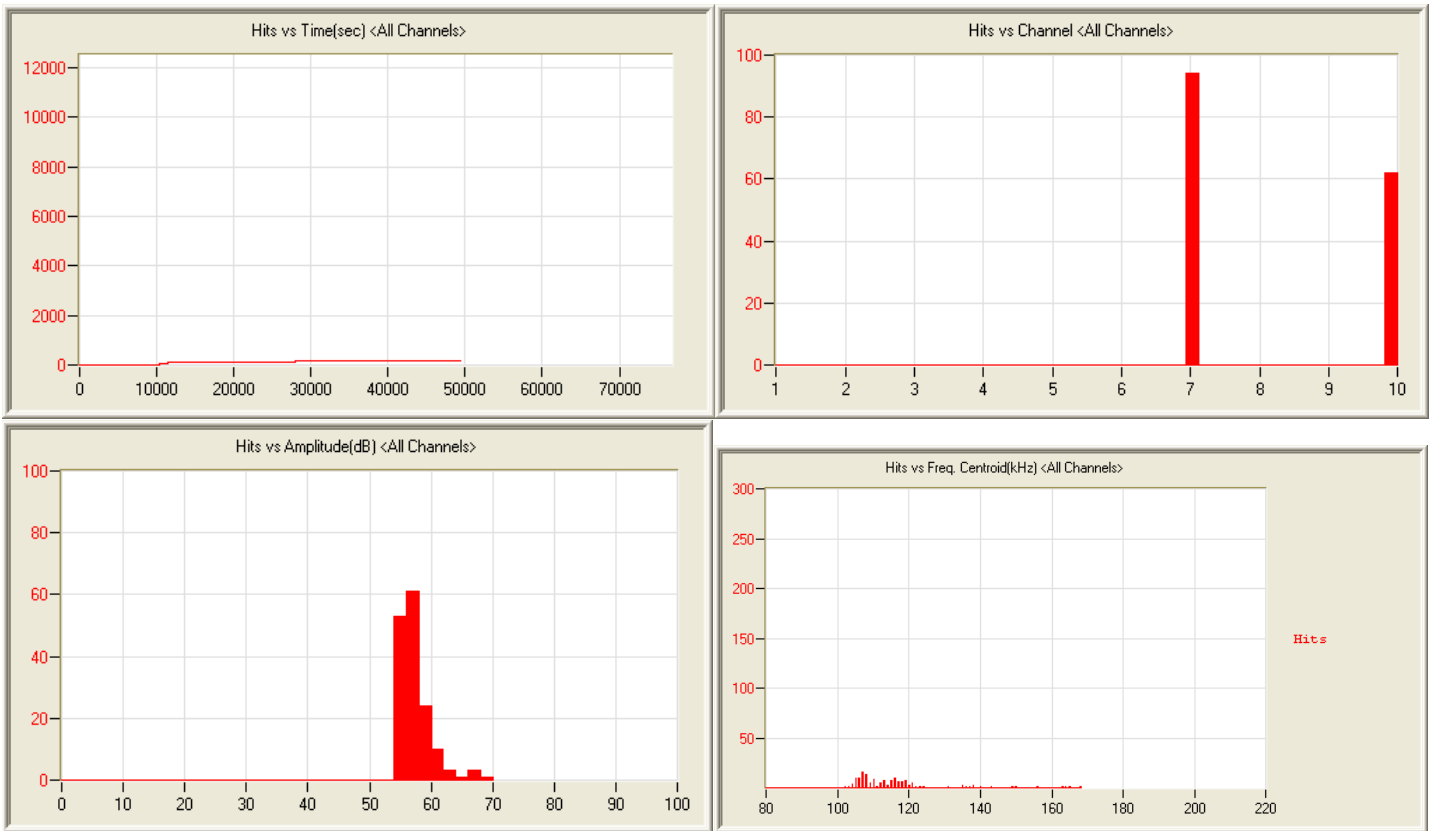 Hits vs Time(sec) <All Channels>
12000
10000
8000
6000
4000
2000
0
0 10000 20000 30000 40000 50000 60000 70000
Hits vs Channel <All Channels>
100
80
60
40
20
0
1 2 3 4 5 6 7 8 9 10
Hits vs Amplitude(dB) <All Channels>
100
80
60
40
20
0
0 10 20 30 40 50 60 70 80 90 100
Hits vs Freq. Centroid(kHz) <All Channels>
300
250
200
150
100
50
80 100 120 140 160 180 200 220
Hits